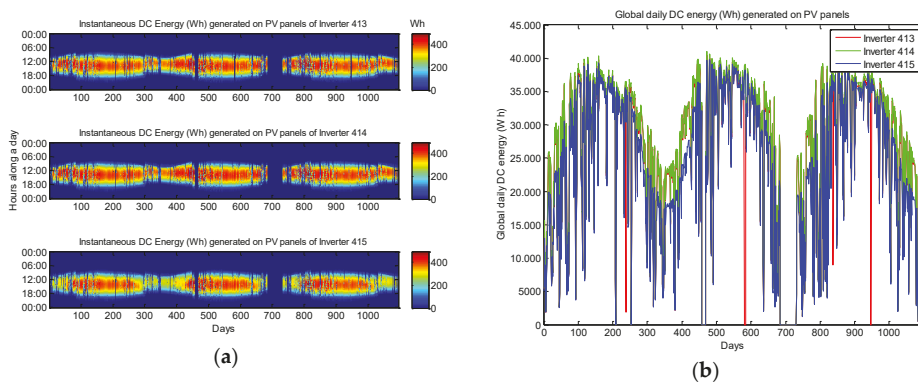 Instantaneous DC Energy (Wh) generated on PV panels of Inverter 413
Wh
00:00
06:00
12:00
18:00
00:00
100 200 300 400 500 600 700 800 900 1000
400
200
0
Instantaneous DC Energy (Wh) generated on PV panels of Inverter 414
00:00
06:00
12:00
18:00
00:00
100 200 300 400 500 600 700 800 900 1000
400
200
0
Hours along a day
Instantaneous DC Energy (Wh) generated on PV panels of Inverter 415
00:00
06:00
12:00
18:00
00:00
100 200 300 400 500 600 700 800 900 1000
400
200
0
Days
(a)
Global daily DC energy (Wh) generated on PV panels
45.000
40.000
35.000
30.000
25.000
20.000
15.000
10.000
5.000
0
Global daily DC energy (W h)
Inverter 413
Inverter 414
Inverter 415
0 100 200 300 400 500 600 700 800 900 1000
Days
(b)